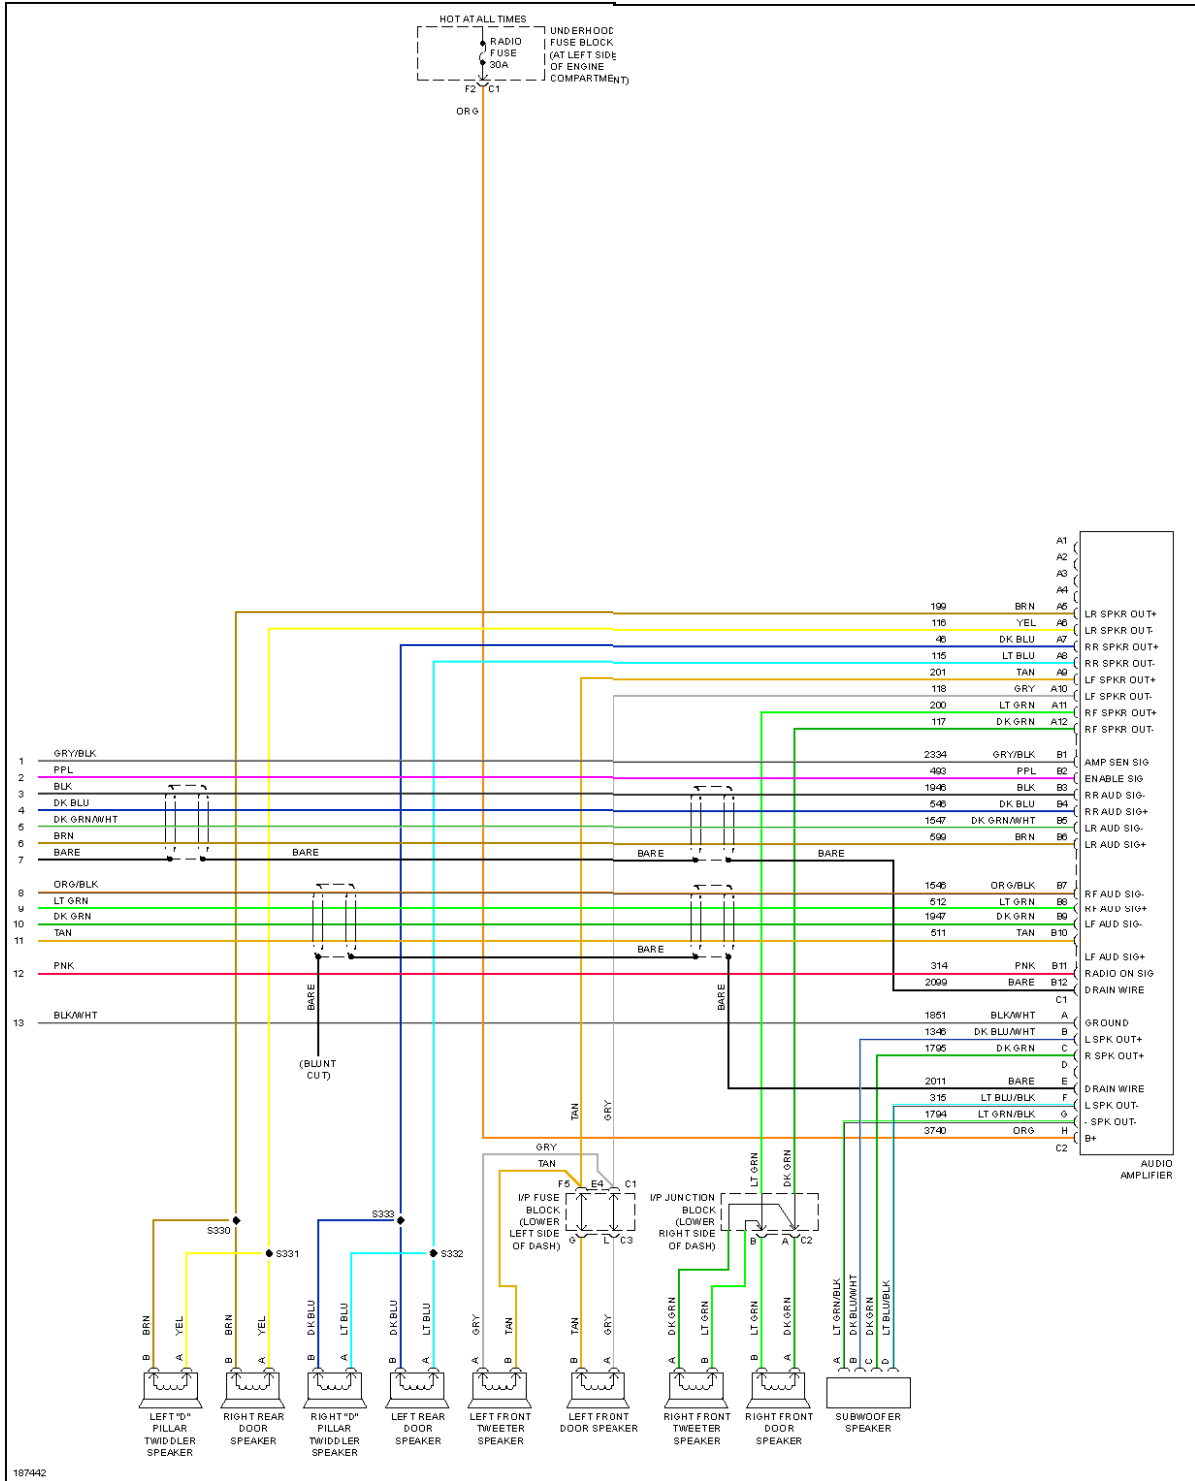 HOT AT ALL TIMES
RADIO
FUSE
30A
UNDERHOOD
FUSE BLOCK
(AT LEFT SIDE
OF ENGINE
COMPARTMENT)
F2 C1
ORG
A1
A2
A3
A4
199 BRN A5 LR SPKR OUT+
116 YEL A6 LR SPKR OUT-
46 DK BLU A7 RR SPKR OUT+
115 LT BLU A8 RR SPKR OUT-
201 TAN A9 LF SPKR OUT+
118 GRY A10 LF SPKR OUT-
200 LT GRN A11 RF SPKR OUT+
117 DK GRN A12 RF SPKR OUT-
1 GRY/BLK 2334 GRY/BLK B1 AMP SEN SIG
2 PPL 493 PPL B2 ENABLE SIG
3 BLK 1946 BLK B3 RR AUD SIG-
4 DK BLU 546 DK BLU B4 RR AUD SIG+
5 DK GRN/WHT 1547 DK GRN/WHT B5 LR AUD SIG-
6 BRN 599 BRN B6 LR AUD SIG+
7 BARE BARE BARE BARE
8 ORG/BLK 1546 ORG/BLK B7 RF AUD SIG-
9 LT GRN 512 LT GRN B8 RF AUD SIG+
10 DK GRN 1947 DK GRN B9 LF AUD SIG-
11 TAN 511 TAN B10
BARE LF AUD SIG+
12 PNK 314 PNK B11 RADIO ON SIG
2099 BARE B12 DRAIN WIRE
C1
BARE
BARE
13 BLK/WHT 1851 BLK/WHT A GROUND
1346 DK BLU/WHT B L SPK OUT+
1795 DK GRN C R SPK OUT+
D
(BLUNT
CUT)
2011 BARE E DRAIN WIRE
315 LT BLU/BLK F L SPK OUT-
1794 LT GRN/BLK G - SPK OUT-
3740 ORG H B+
C2
AUDIO
AMPLIFIER
TAN
GRY
GRY
TAN
LT GRN
DK GRN
F5 E4 C1
I/P FUSE
BLOCK
(LOWER
LEFT SIDE
OF DASH)
G L C3
I/P JUNCTION
BLOCK
(LOWER
RIGHT SIDE
OF DASH)
B A C2
S330
S331
S333
S332
BRN
YEL
BRN
YEL
DK BLU
LT BLU
DK BLU
LT BLU
GRY
TAN
TAN
GRY
DK GRN
LT GRN
LT GRN
DK GRN
LT GRN/BLK
DK BLU/WHT
DK GRN
LT BLU/BLK
B A B A B A B A A B B A A B B A A B C D
LEFT "D"
PILLAR
TWIDDLER
SPEAKER
RIGHT REAR
DOOR
SPEAKER
RIGHT "D"
PILLAR
TWIDDLER
SPEAKER
LEFT REAR
DOOR
SPEAKER
LEFT FRONT
TWEETER
SPEAKER
LEFT FRONT
DOOR SPEAKER
RIGHT FRONT
TWEETER
SPEAKER
RIGHT FRONT
DOOR
SPEAKER
SUBWOOFER
SPEAKER
187442